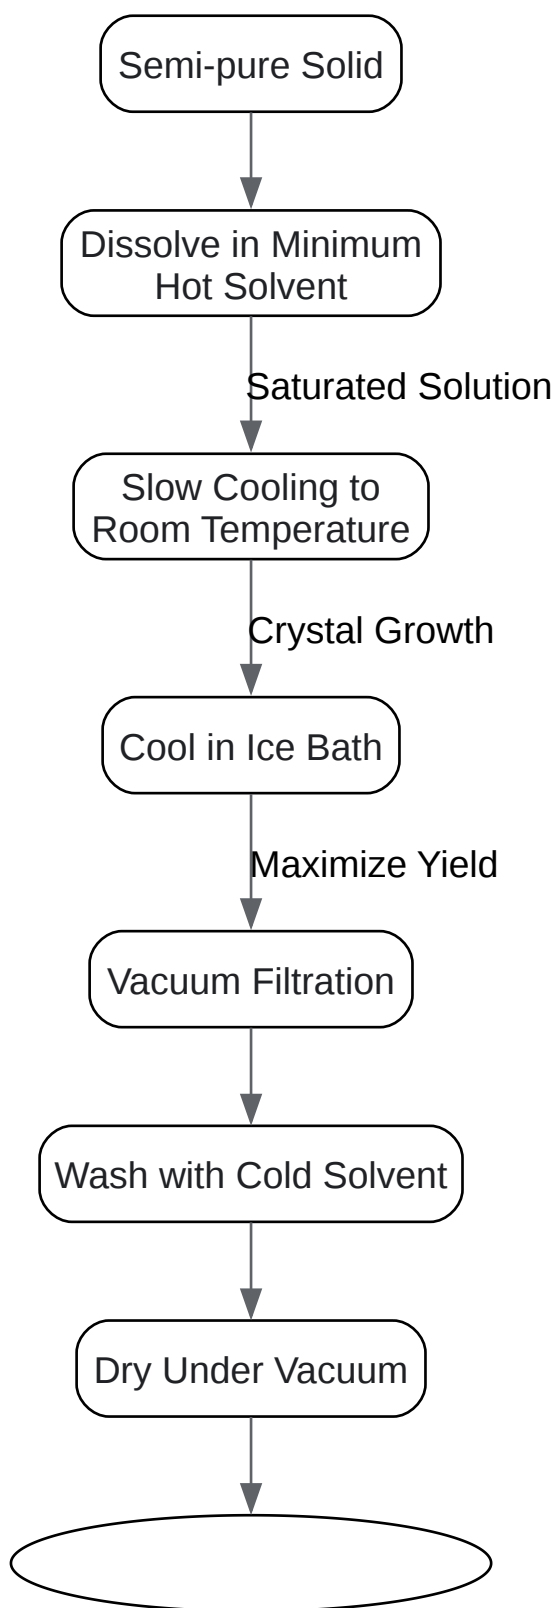 Semi-pure Solid
Dissolve in Minimum
Hot Solvent
Saturated Solution
Slow Cooling to
Room Temperature
Crystal Growth
Cool in Ice Bath
Maximize Yield
Vacuum Filtration
Wash with Cold Solvent
Dry Under Vacuum